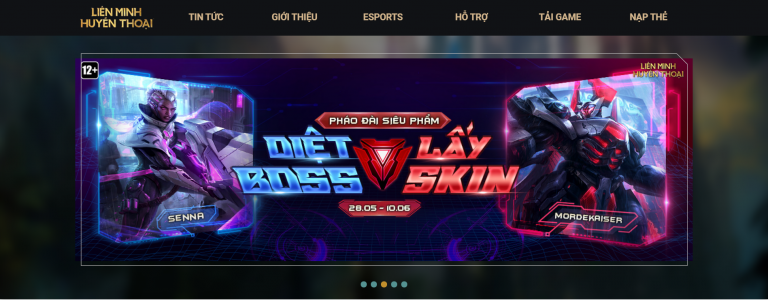 LIÊN MINH
HUYỀN THOẠI
TIN TỨC
GIỚI THIỆU
ESPORTS
HỖ TRỢ
TẢI GAME
NẠP THẺ
12+
LIÊN MINH
HUYỀN THOẠI
PHÁO ĐÀI SIÊU PHẨM
DIỆT LẤY
BOSS SKIN
28.05 - 10.06
SENNA
MORDEKAISER